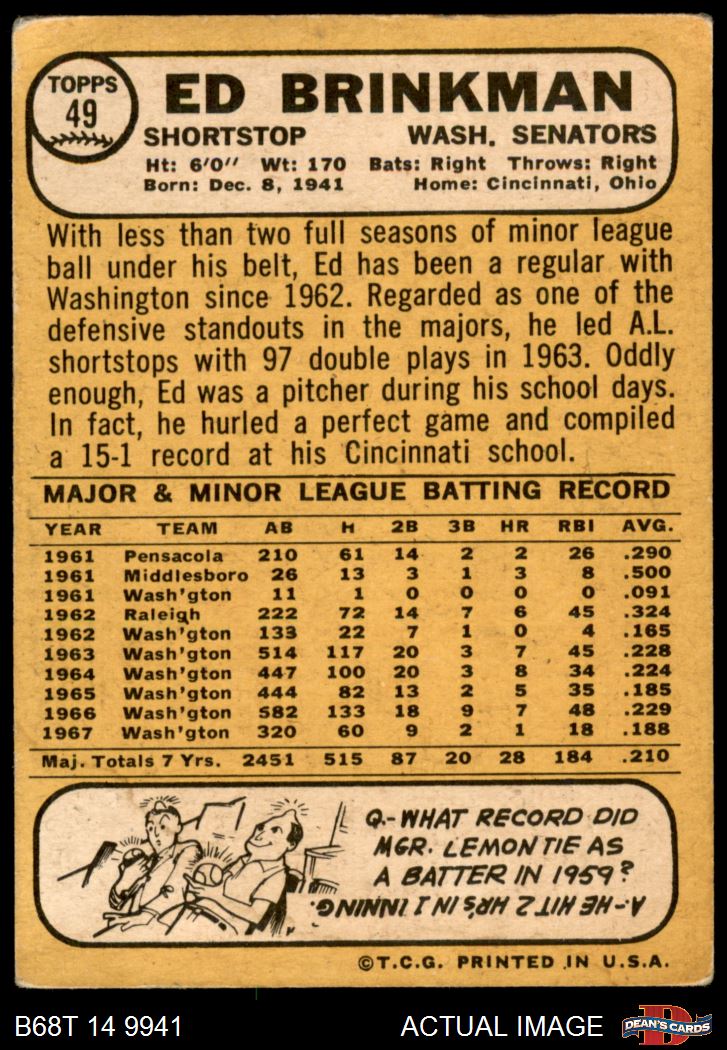 TOPPS
49
ED BRINKMAN
SHORTSTOP WASH. SENATORS
Ht: 6'0" Wt: 170 Bats: Right Throws: Right
Born: Dec. 8, 1941 Home: Cincinnati, Ohio
With less than two full seasons of minor league
ball under his belt, Ed has been a regular with
Washington since 1962. Regarded as one of the
defensive standouts in the majors, he led A.L.
shortstops with 97 double plays in 1963. Oddly
enough, Ed was a pitcher during his school days.
In fact, he hurled a perfect game and compiled
a 15-1 record at his Cincinnati school.
MAJOR & MINOR LEAGUE BATTING RECORD
YEAR TEAM AB H 2B 3B HR RBI AVG.
1961 Pensacola 210 61 14 2 2 26 .290
1961 Middlesboro 26 13 3 1 3 8 .500
1961 Wash'gton 11 1 0 0 0 0 .091
1962 Raleigh 222 72 14 7 6 45 .324
1962 Wash'gton 133 22 7 1 0 4 .165
1963 Wash'gton 514 117 20 3 7 45 .228
1964 Wash'gton 447 100 20 3 8 34 .224
1965 Wash'gton 444 82 13 2 5 35 .185
1966 Wash'gton 582 133 18 9 7 48 .229
1967 Wash'gton 320 60 9 2 1 18 .188
Maj. Totals 7 Yrs. 2451 515 87 20 28 184 .210
Q.-WHAT RECORD DID
MGR. LEMON TIE AS
A BATTER IN 1959?
A-HE HIT 2 HRS IN 1 INNING.
©T.C.G. PRINTED IN U.S.A.
B68T 14 9941 ACTUAL IMAGE
D
DEAN'S CARDS